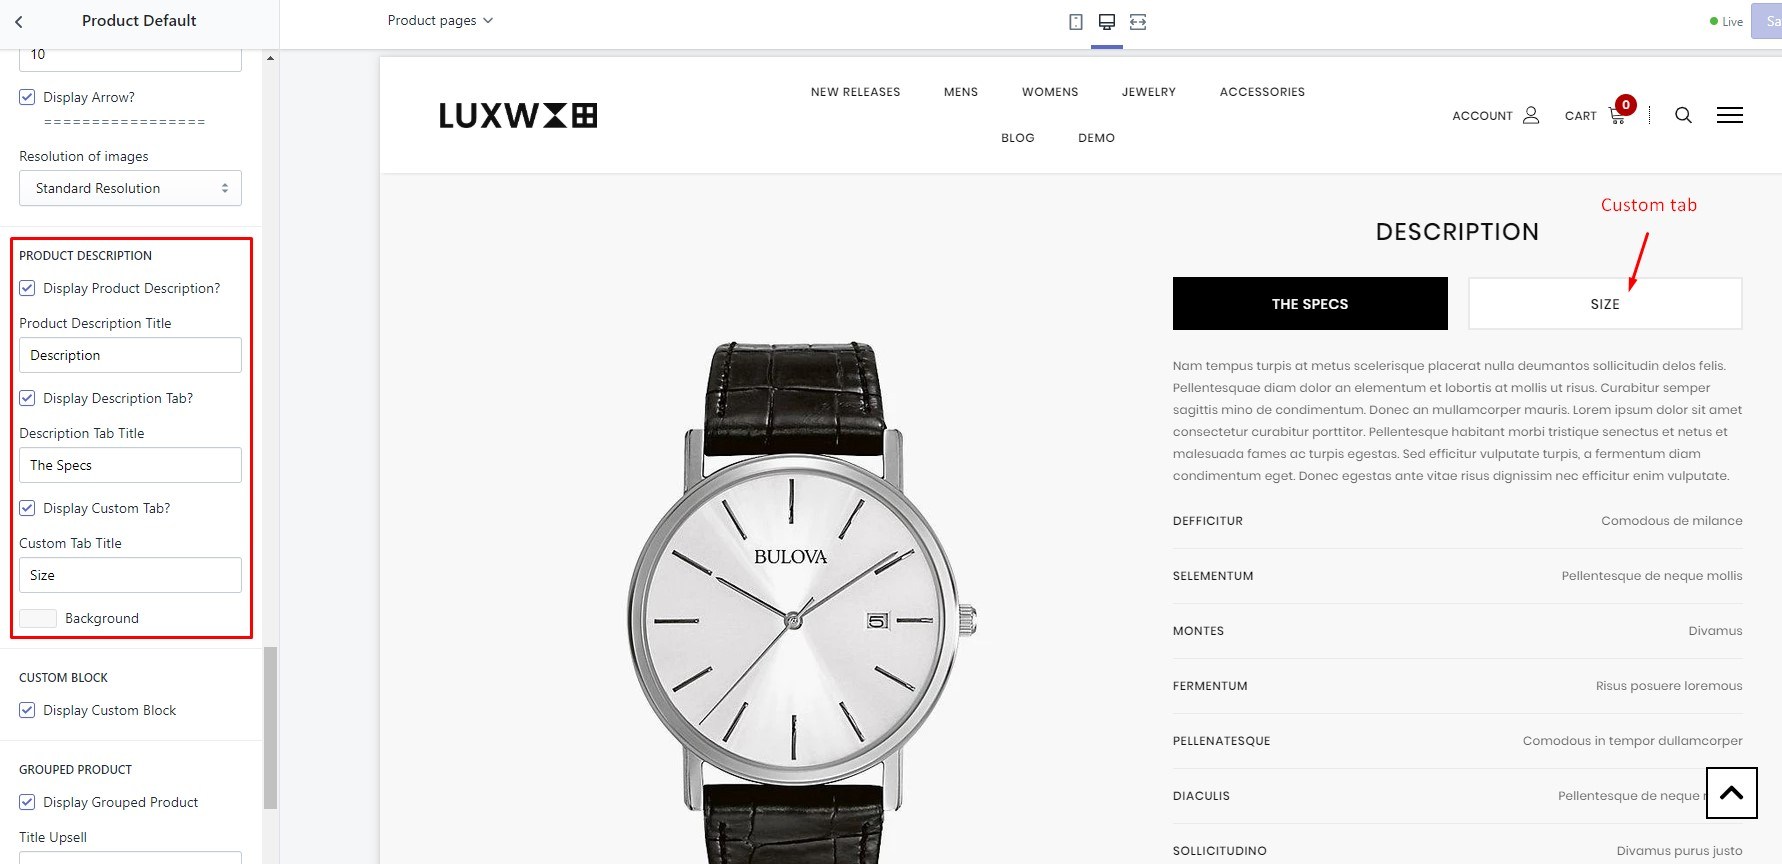 Product Default
Product pages
Live
Sa
10
Display Arrow?
=================
Resolution of images
Standard Resolution
PRODUCT DESCRIPTION
Display Product Description?
Product Description Title
Description
Display Description Tab?
Description Tab Title
The Specs
Display Custom Tab?
Custom Tab Title
Size
Background
CUSTOM BLOCK
Display Custom Block
GROUPED PRODUCT
Display Grouped Product
Title Upsell
LUXW
NEW RELEASES MENS WOMENS JEWELRY ACCESSORIES
BLOG DEMO
ACCOUNT CART 0
Custom tab
DESCRIPTION
THE SPECS SIZE
Nam tempus turpis at metus scelerisque placerat nulla deumantos sollicitudin delos felis.
Pellentesquae diam dolor an elementum et lobortis at mollis ut risus. Curabitur semper
sagittis mino de condimentum. Donec an mullamcorper mauris. Lorem ipsum dolor sit amet
consectetur curabitur porttitor. Pellentesque habitant morbi tristique senectus et netus et
malesuada fames ac turpis egestas. Sed efficitur vulputate turpis, a fermentum diam
condimentum eget. Donec egestas ante vitae risus dignissim nec efficitur enim vulputate.
DEFFICITUR Comodous de milance
SELEMENTUM Pellentesque de neque mollis
MONTES Divamus
FERMENTUM Risus posuere loremous
PELLENATESQUE Comodous in tempor dullamcorper
DIACULIS Pellentesque de neque
SOLLICITUDINO Divamus purus justo
BULOVA
5